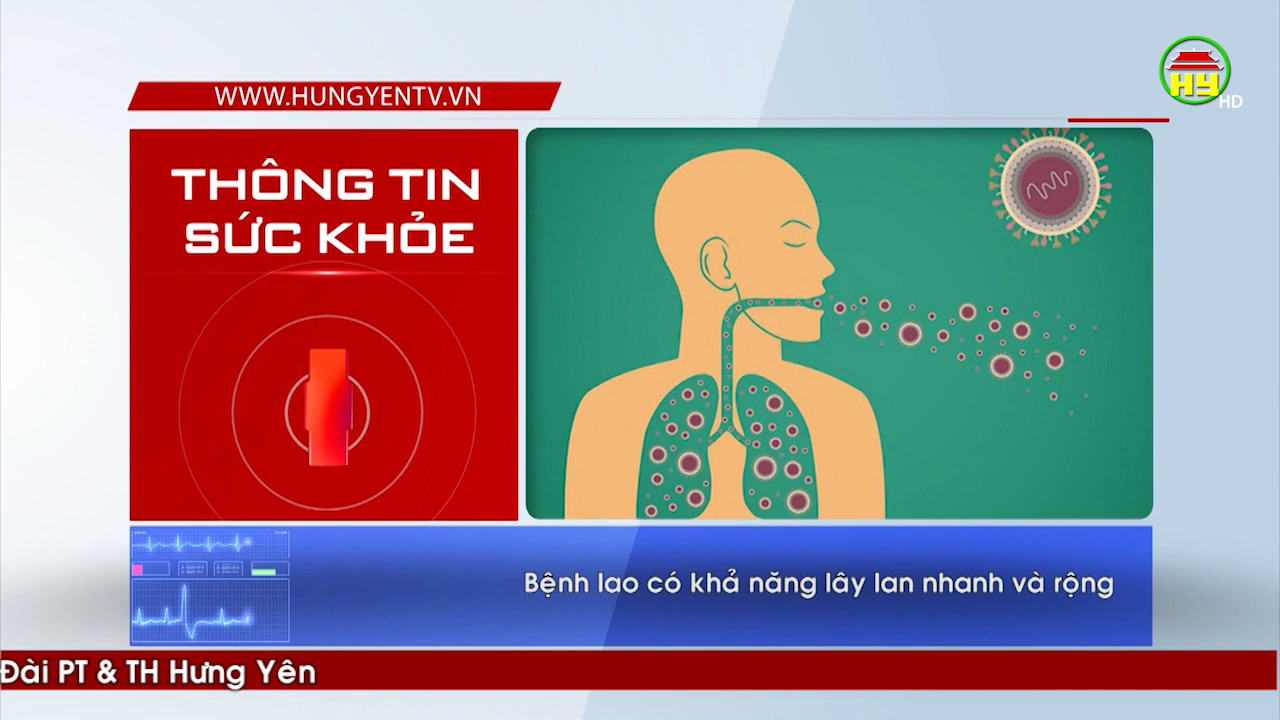 WWW.HUNGYENTV.VN
HY
HD
THÔNG TIN
SỨC KHỎE
Bệnh lao có khả năng lây lan nhanh và rộng
Đài PT & TH Hưng Yên